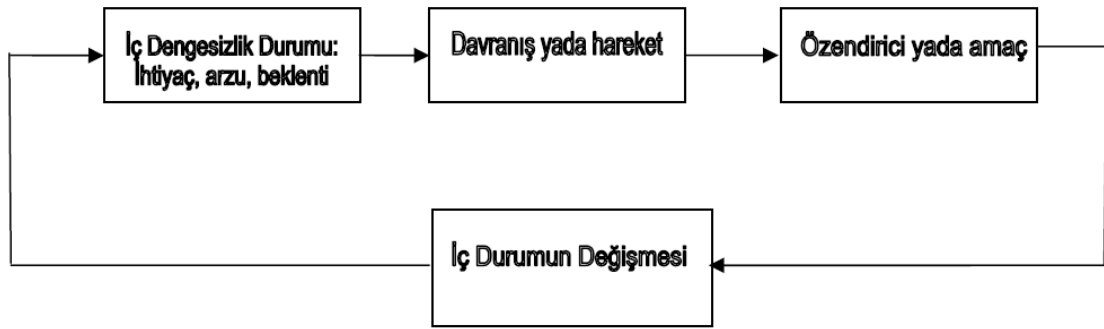 İç Dengesizlik Durumu:
İhtiyaç, arzu, beklenti
Davranış yada hareket
Özendirici yada amaç
İç Durumun Değişmesi